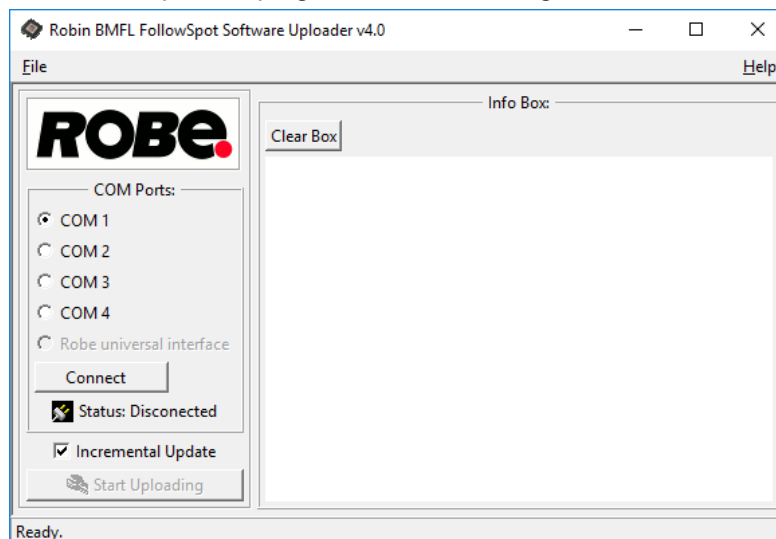 Robin BMFL FollowSpot Software Uploader v4.0
File
Help
ROBE
Info Box:
Clear Box
COM Ports:
COM 1
COM 2
COM 3
COM 4
Robe universal interface
Connect
Status: Disconected
Incremental Update
Start Uploading
Ready.